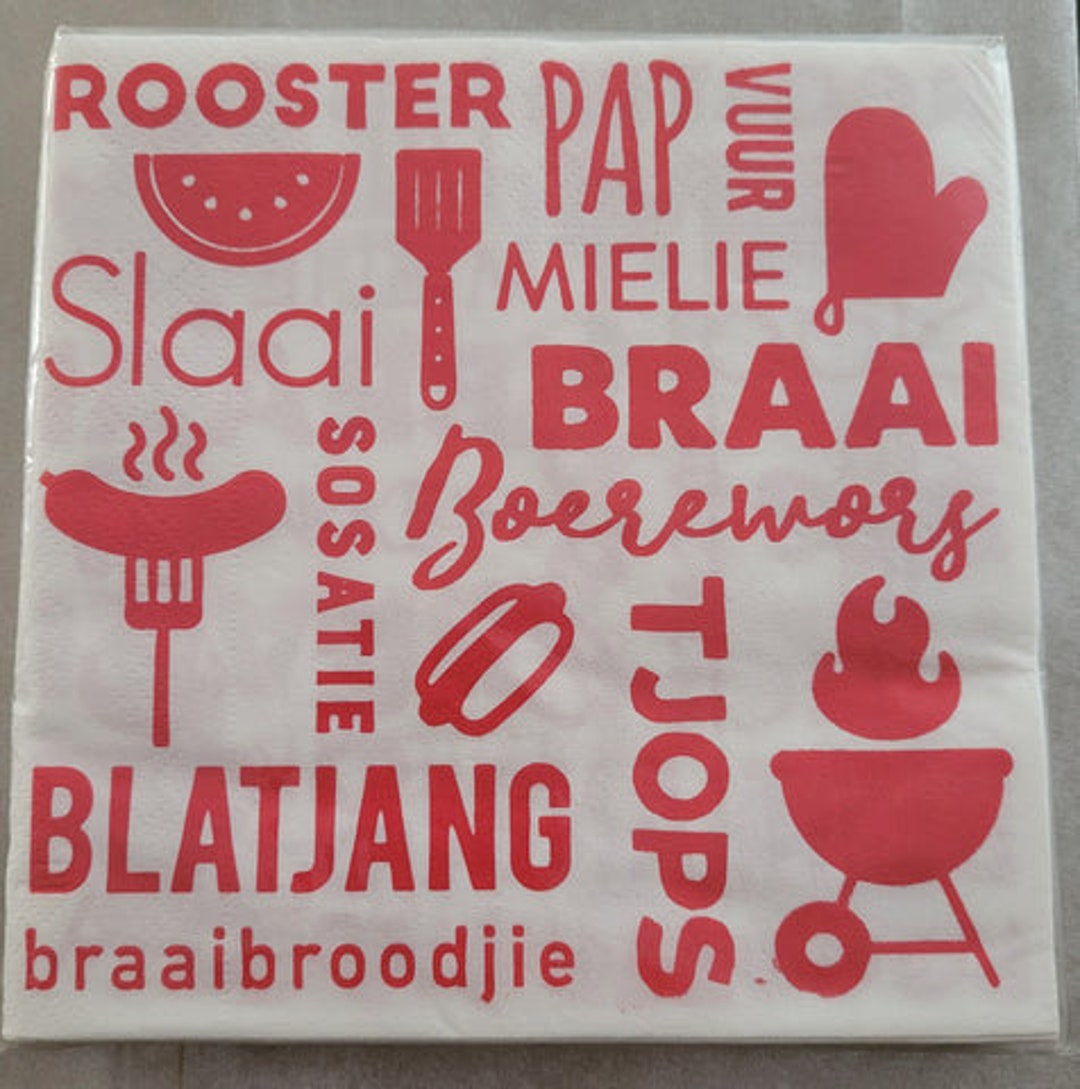 ROOSTER
PAP
VUUR
MIELIE
Slaai
BRAAI
SOSATIE
Boerewors
TJOPS
BLATJANG
braaibroodjie